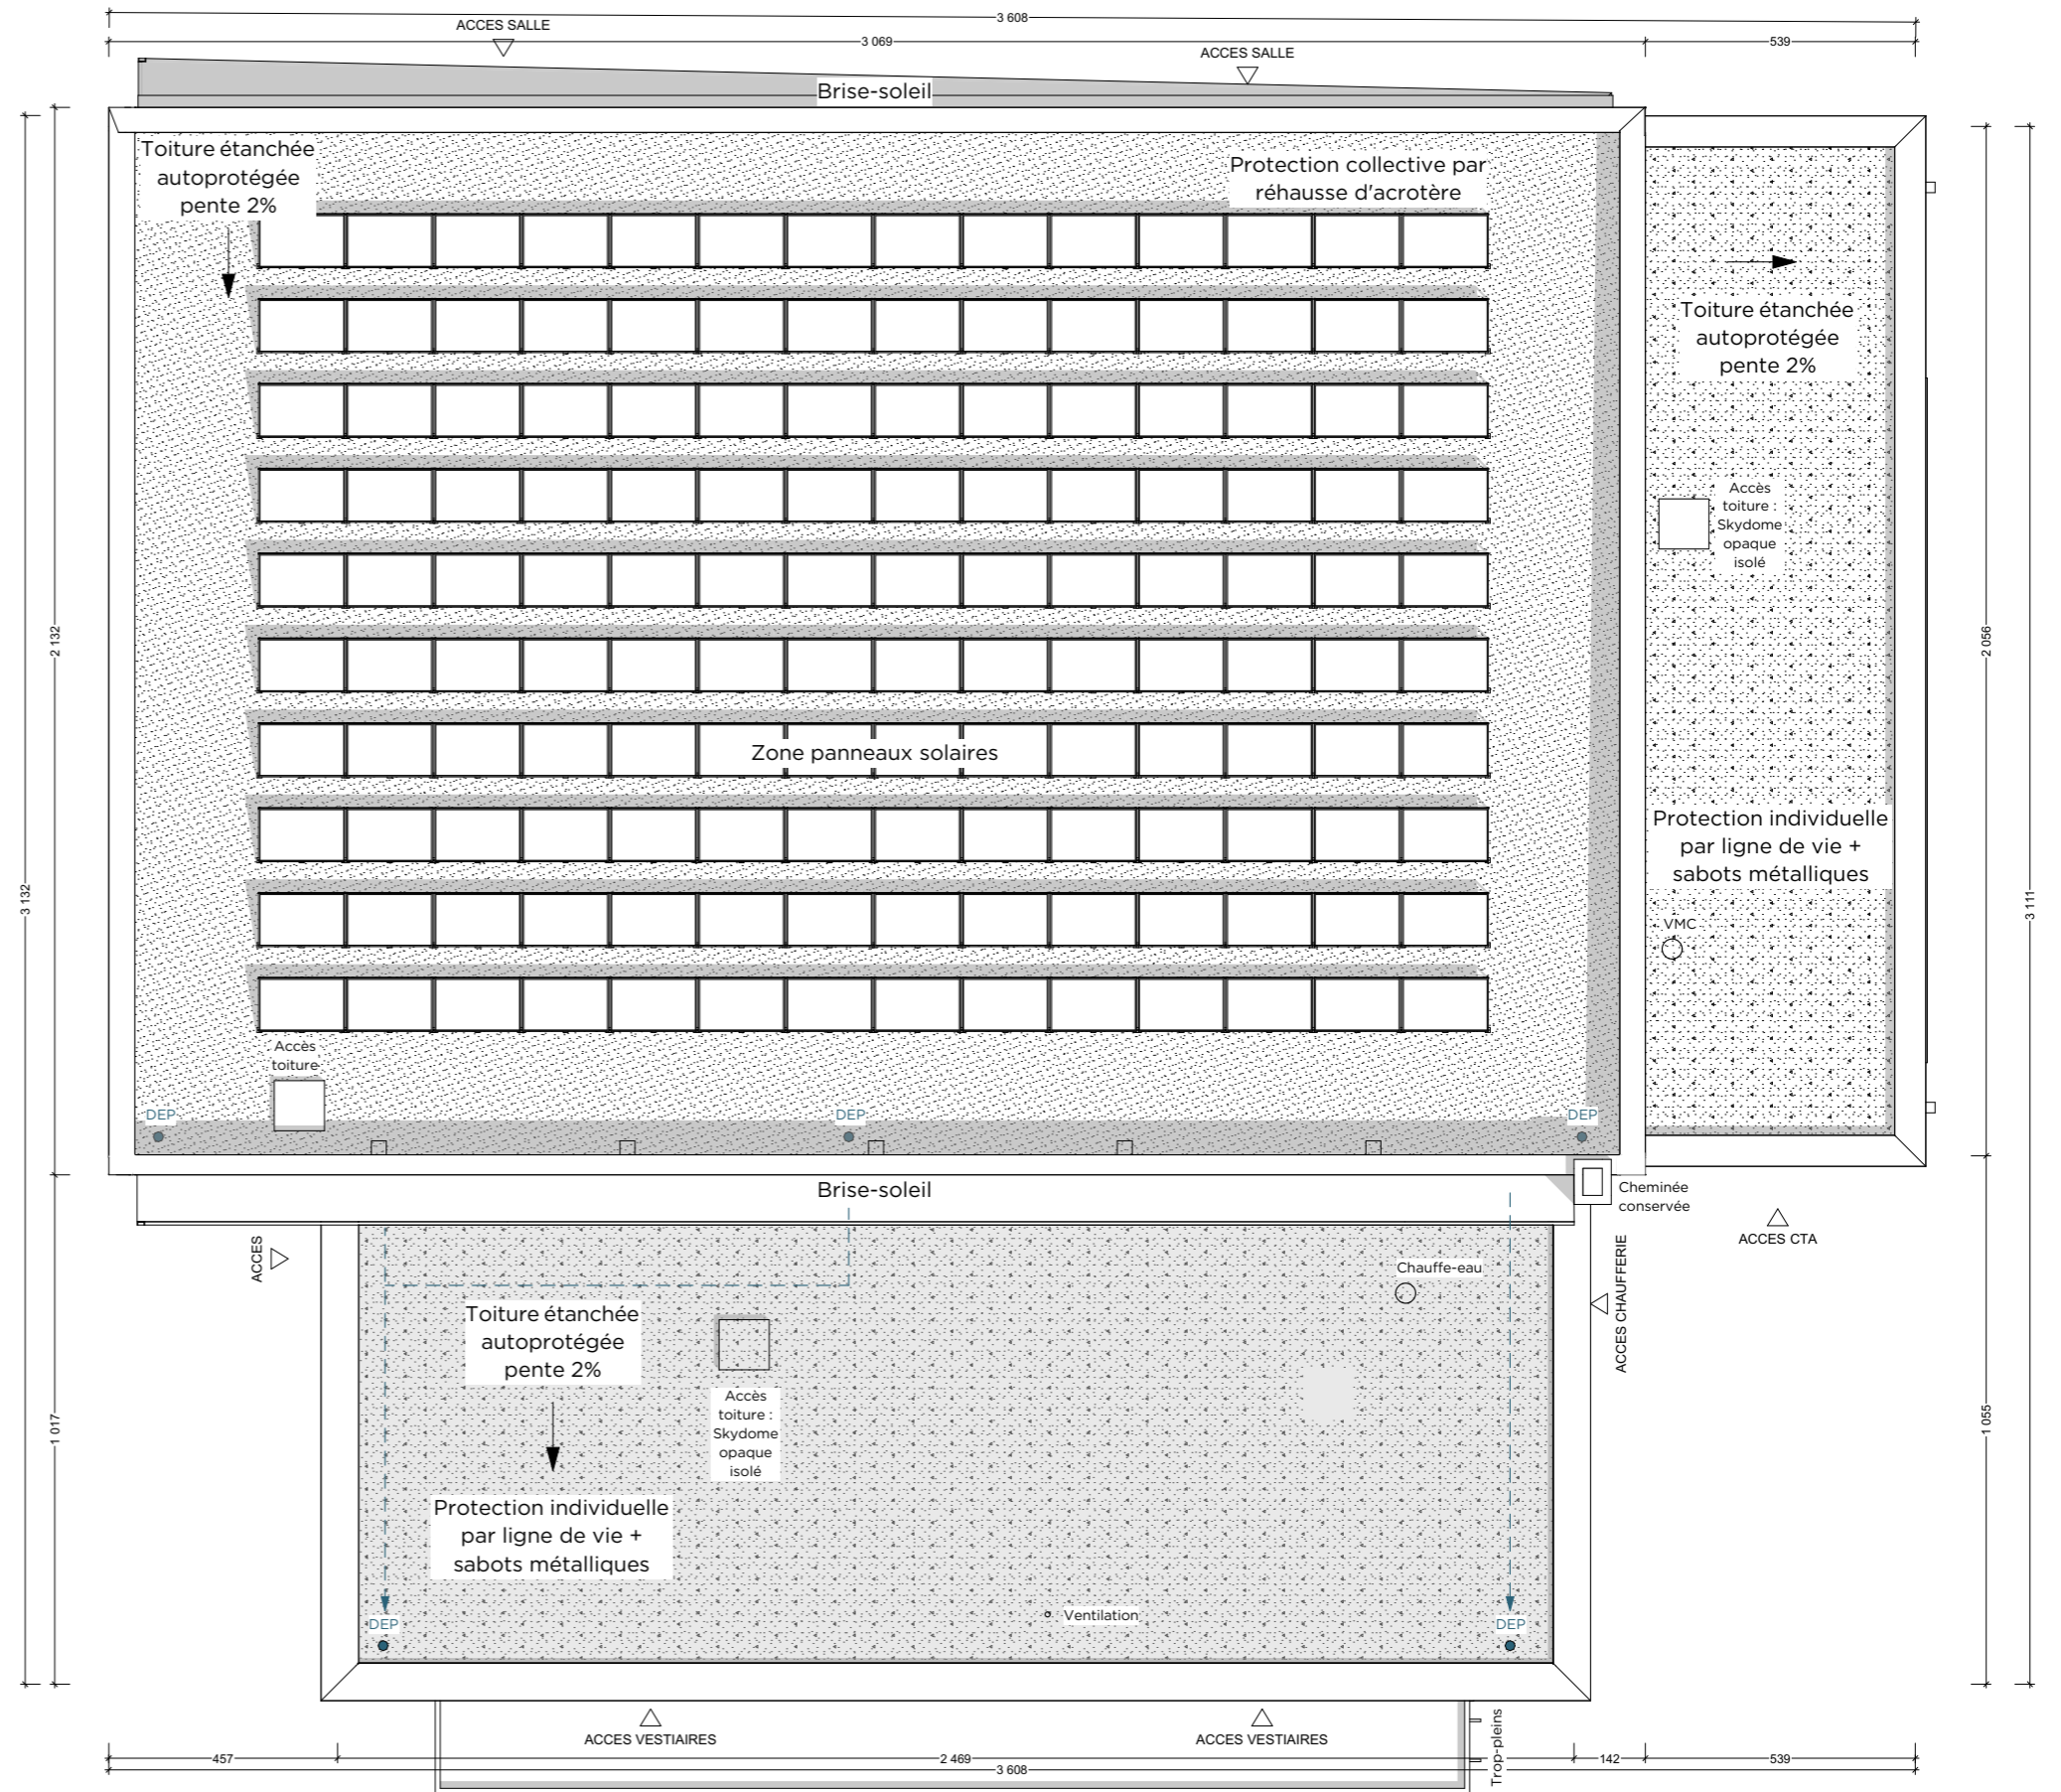 3 608
ACCES SALLE
3 069
539
ACCES SALLE
Brise-soleil
Toiture étanchée
autoprotégée
pente 2%
Protection collective par
réhausse d'acrotère
Toiture étanchée
autoprotégée
pente 2%
Accès
toiture :
Skydome
opaque
isolé
2 132
2 056
Zone panneaux solaires
Protection individuelle
par ligne de vie +
sabots métalliques
3 132
3 111
VMC
Accès
toiture
DEP
DEP
DEP
Brise-soleil
Cheminée
conservée
ACCES
ACCES CTA
ACCES CHAUFFERIE
Chauffe-eau
Toiture étanchée
autoprotégée
pente 2%
Accès
toiture :
Skydome
opaque
isolé
1 017
1 055
Protection individuelle
par ligne de vie +
sabots métalliques
Ventilation
DEP
DEP
ACCES VESTIAIRES
ACCES VESTIAIRES
Trop-pleins
457
2 469
142
539
3 608